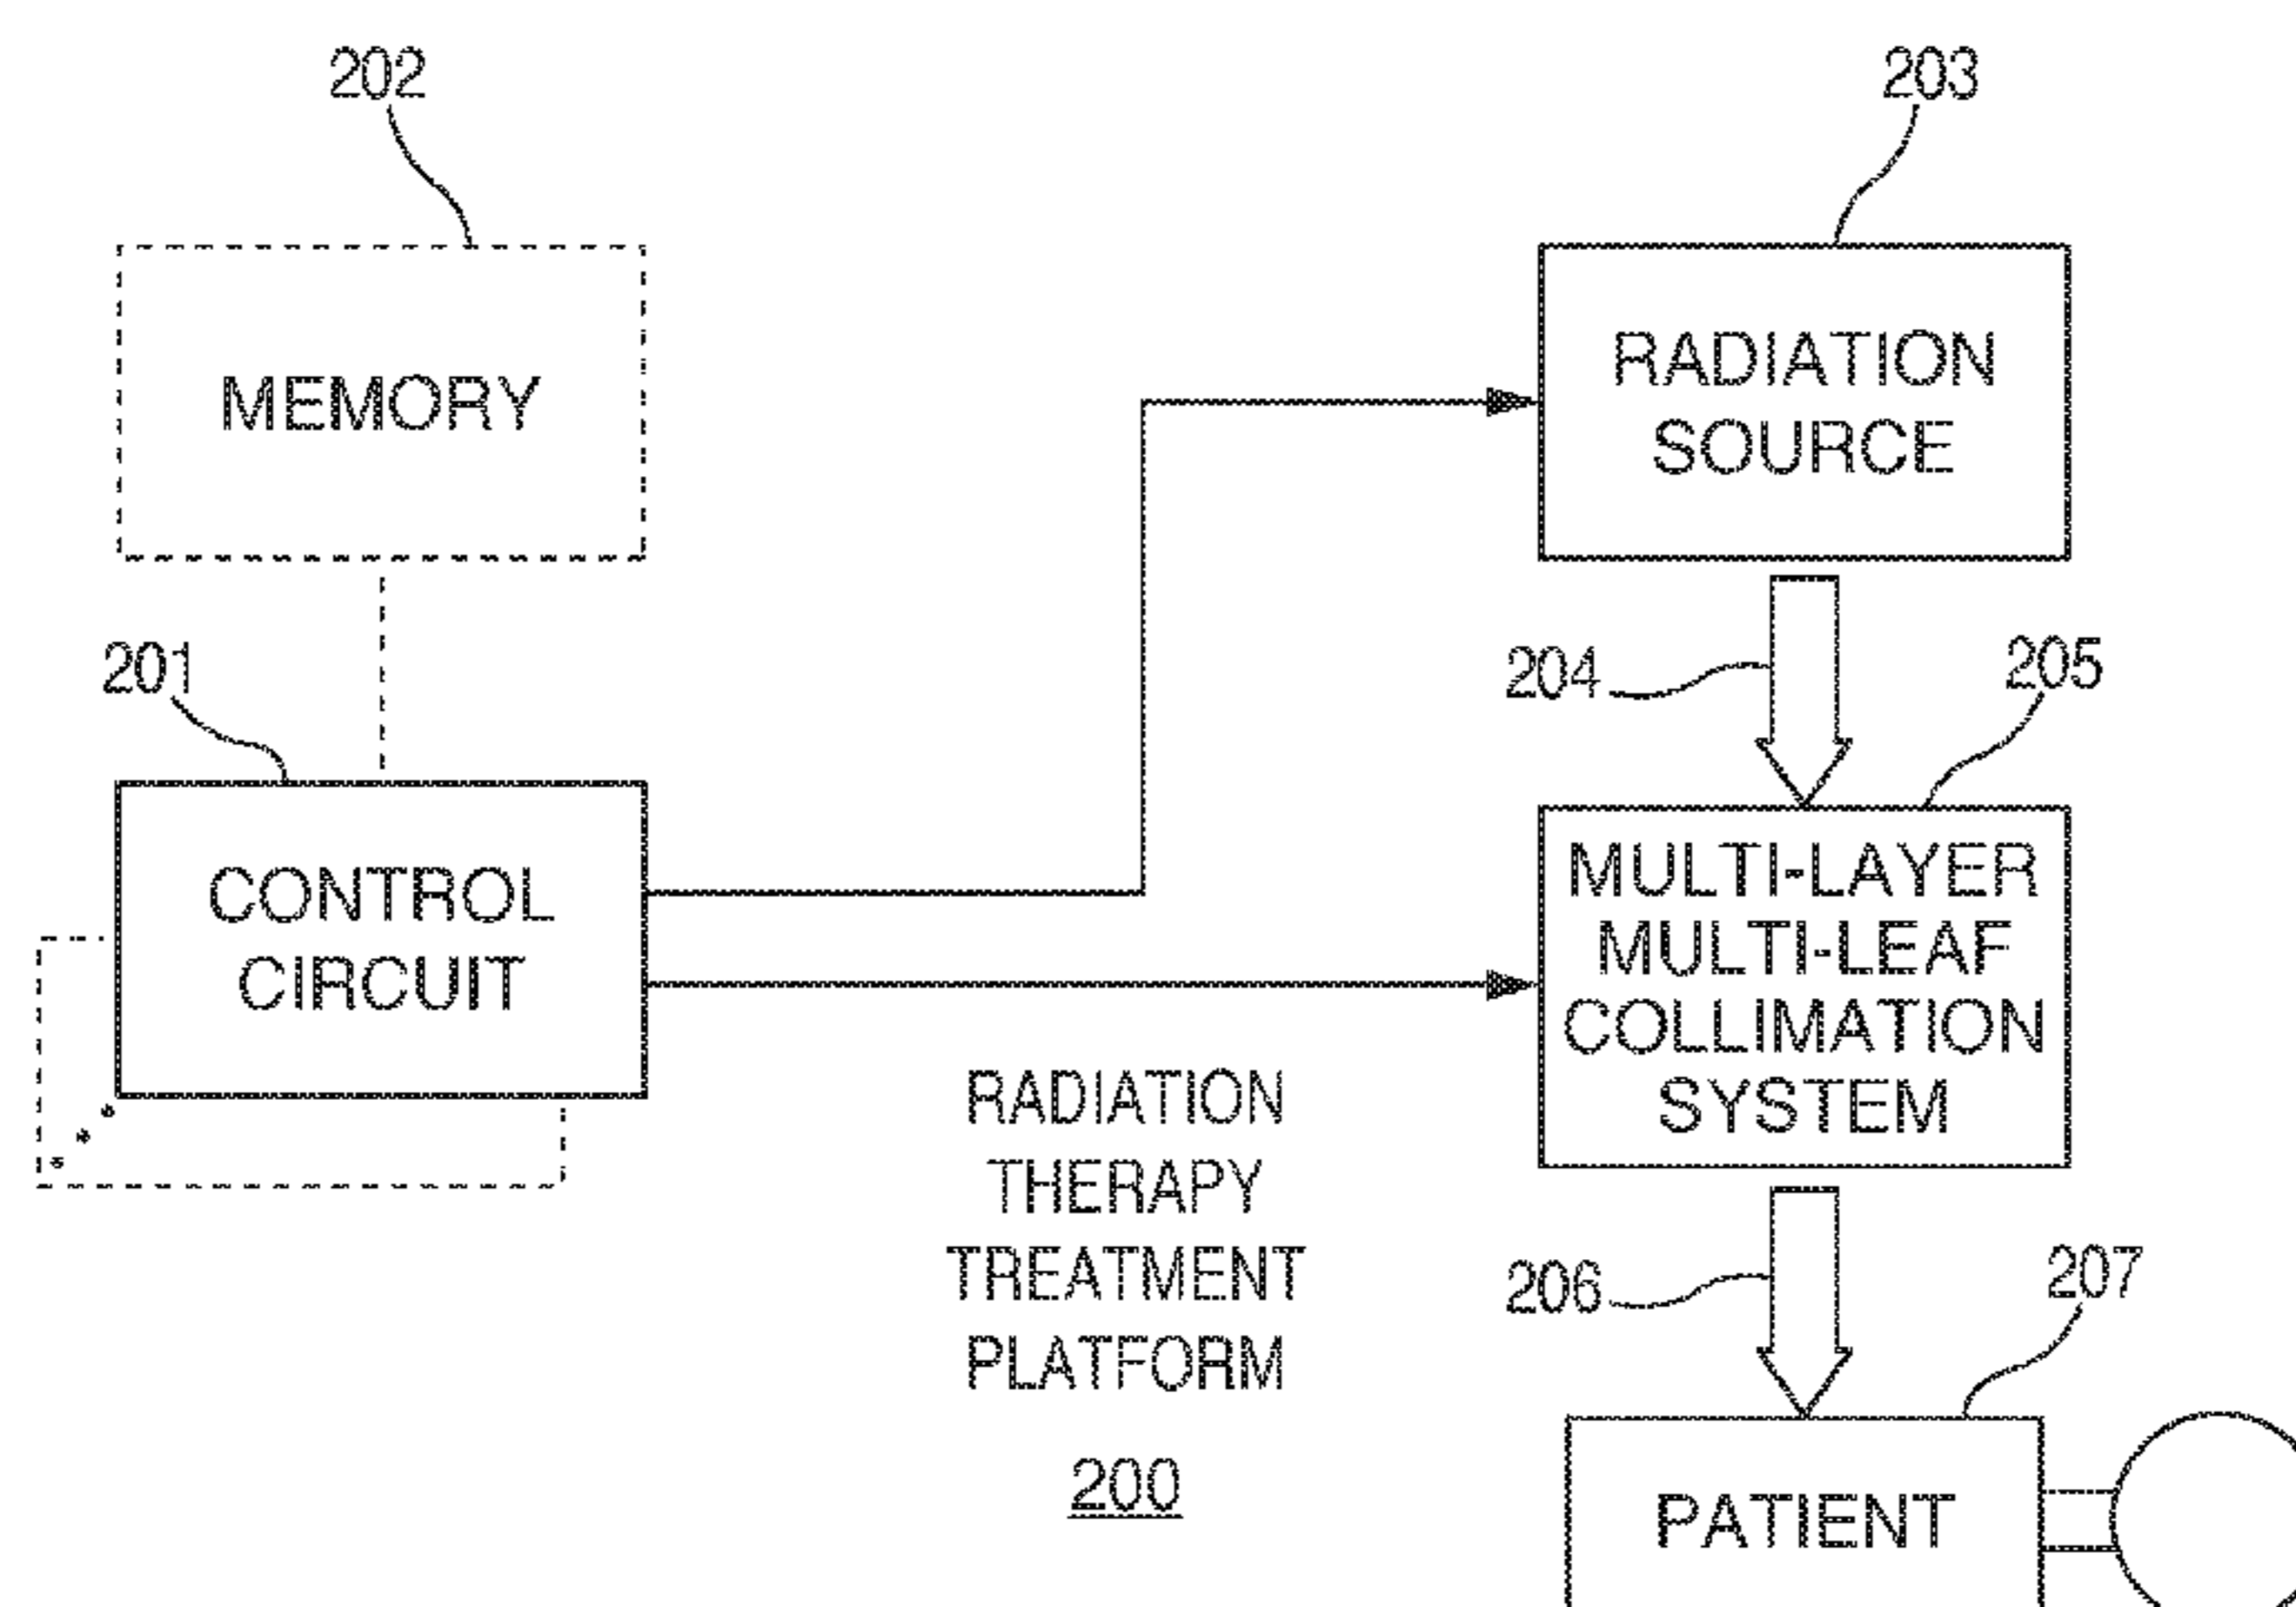 202
203
MEMORY
RADIATION
SOURCE
201
204
205
CONTROL
CIRCUIT
MULTI-LAYER
MULTI-LEAF
COLLIMATION
SYSTEM
RADIATION
THERAPY
TREATMENT
PLATFORM
200
206
207
PATIENT